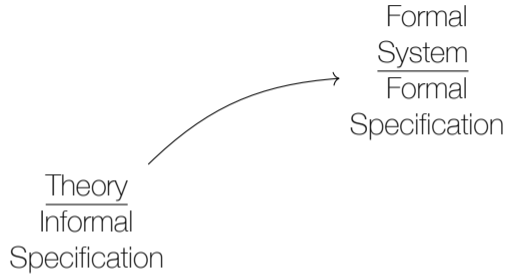 Formal
System
Formal
Specification
Theory
Informal
Specification